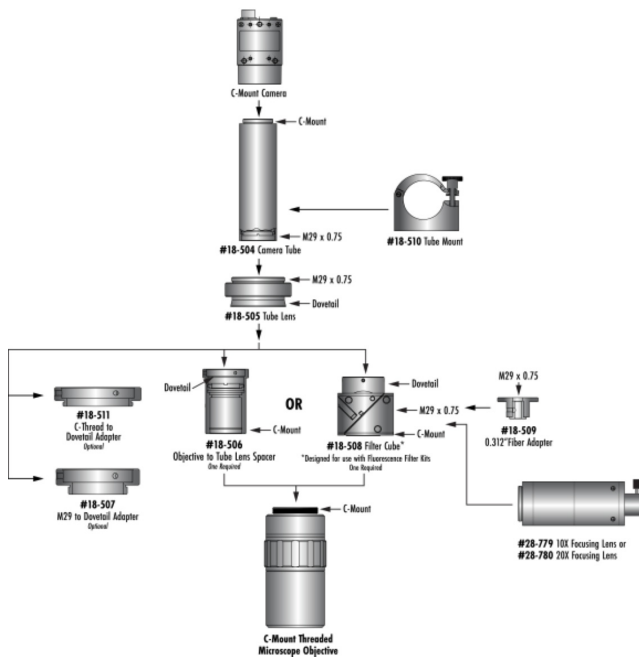 C-Mount Camera
C-Mount
M29 x 0.75
#18-504 Camera Tube
#18-510 Tube Mount
M29 x 0.75
Dovetail
#18-505 Tube Lens
#18-511
C-Thread to
Dovetail Adapter
Optional
#18-507
M29 to Dovetail Adapter
Optional
Dovetail
C-Mount
#18-506
Objective to Tube Lens Spacer
One Required
OR
Dovetail
M29 x 0.75
C-Mount
#18-508 Filter Cube*
*Designed for use with Fluorescence Filter Kits
One Required
M29 x 0.75
#18-509
0.312"Fiber Adapter
#28-779 10X Focusing Lens or
#28-780 20X Focusing Lens
C-Mount
C-Mount Threaded
Microscope Objective